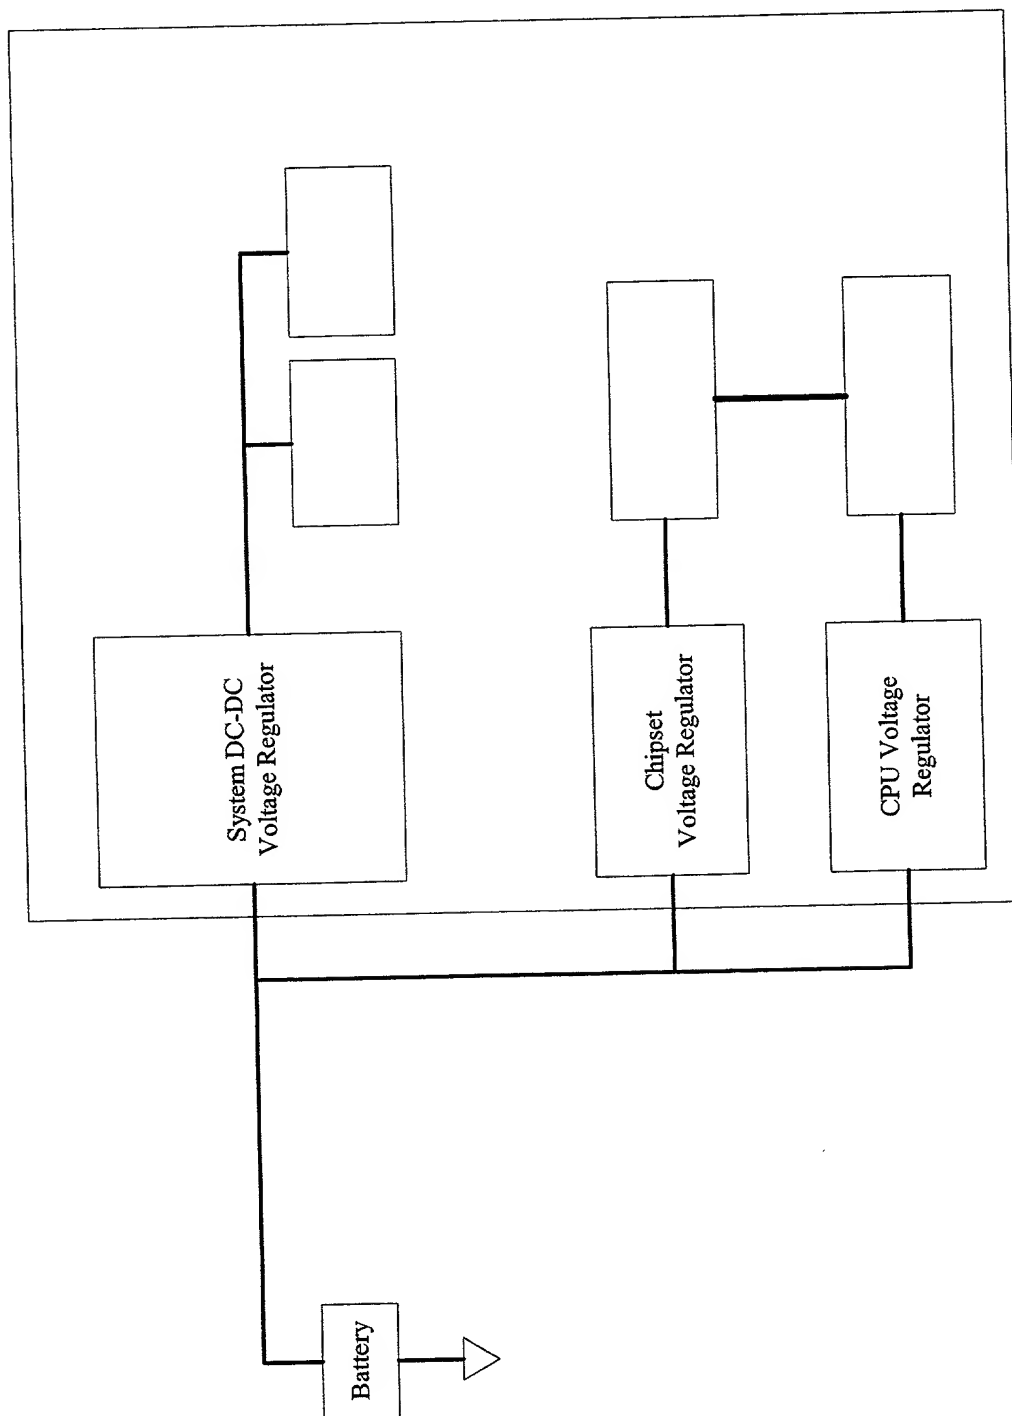 System DC-DC
Voltage Regulator
Chipset
Voltage Regulator
CPU Voltage
Regulator
Battery